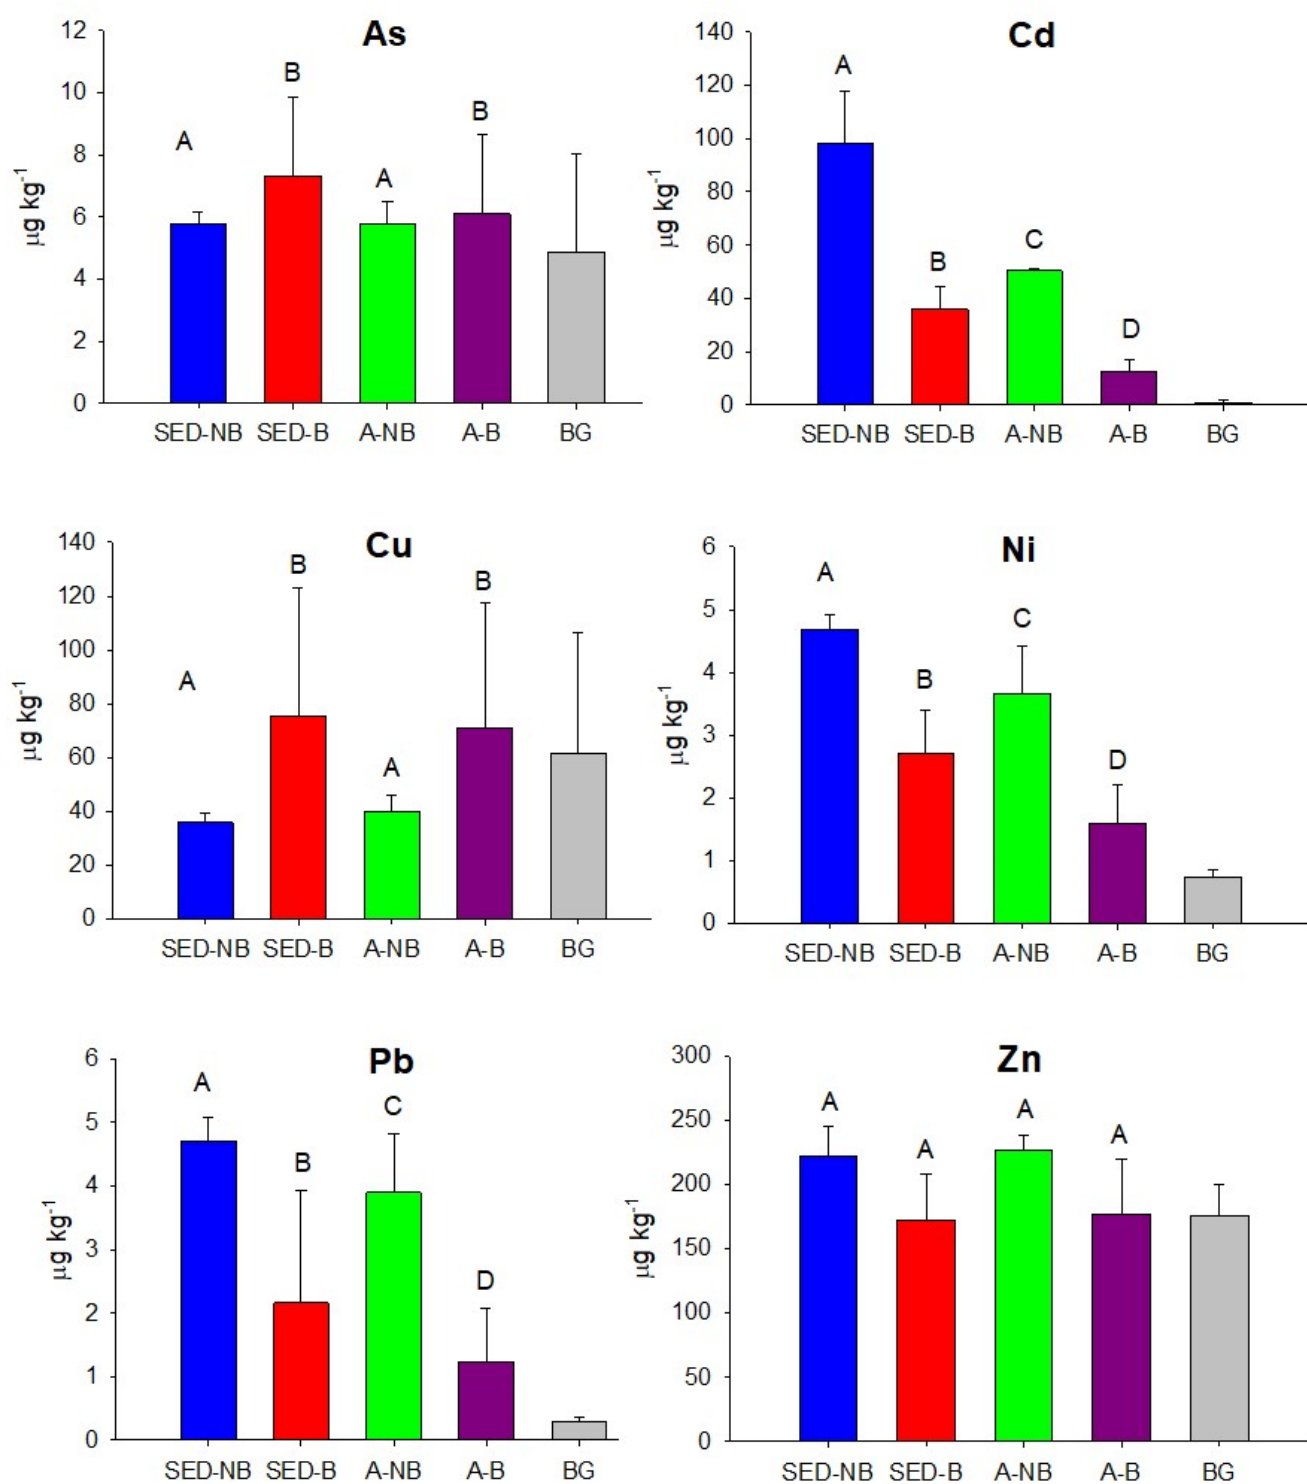 As
12
10
8
6
4
2
0
μg kg-1
A
B
A
B
SED-NB SED-B A-NB A-B BG
Cd
140
120
100
80
60
40
20
0
μg kg-1
A
B
C
D
SED-NB SED-B A-NB A-B BG
Cu
140
120
100
80
60
40
20
0
μg kg-1
A
B
A
B
SED-NB SED-B A-NB A-B BG
Ni
6
5
4
3
2
1
0
μg kg-1
A
B
C
D
SED-NB SED-B A-NB A-B BG
Pb
6
5
4
3
2
1
0
μg kg-1
A
B
C
D
SED-NB SED-B A-NB A-B BG
Zn
300
250
200
150
100
50
0
μg kg-1
A
A
A
A
SED-NB SED-B A-NB A-B BG